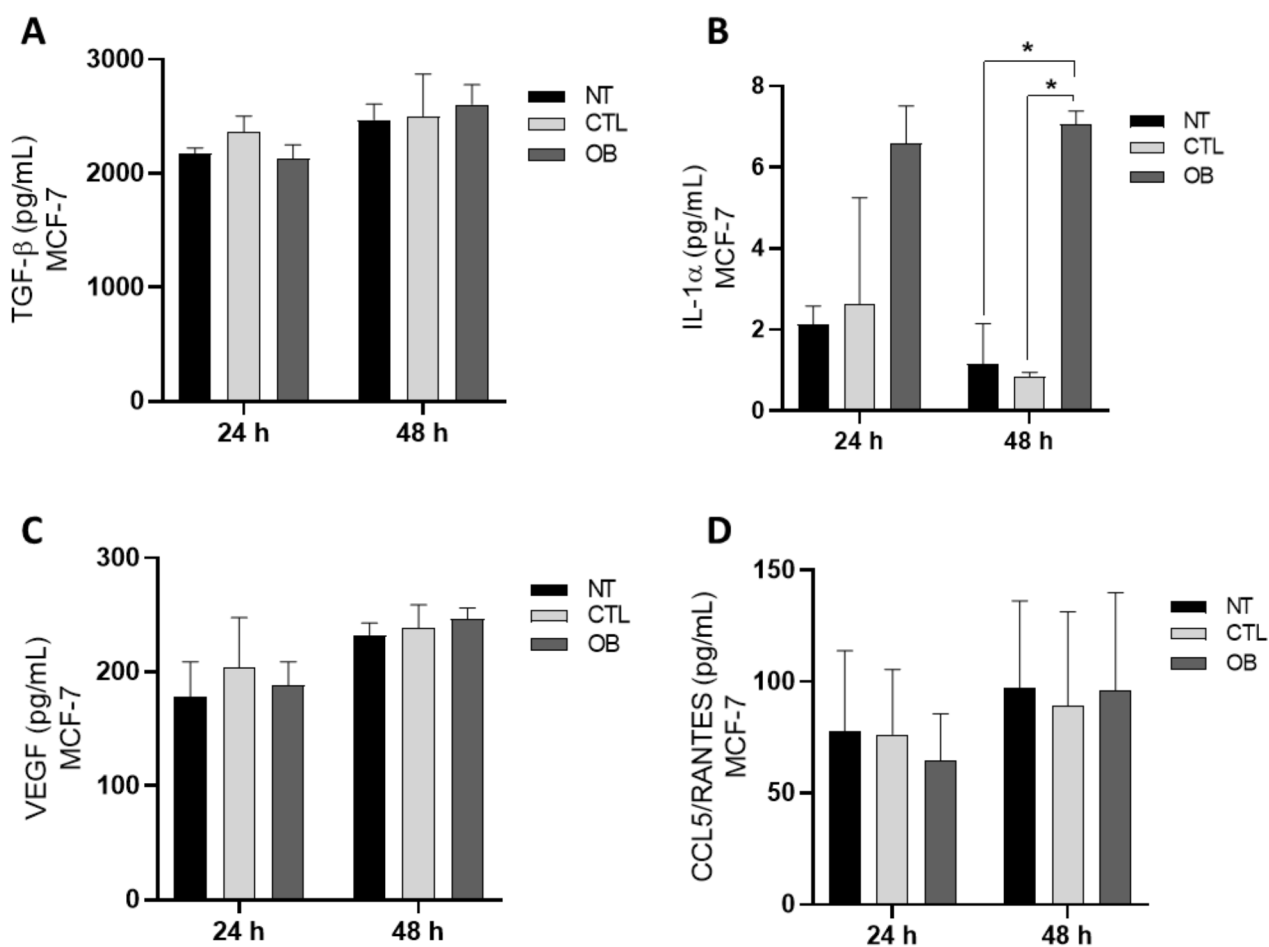 A
3000
2000
1000
0
TGF-β (pg/mL)
MCF-7
24 h
48 h
NT
CTL
OB
B
8
6
4
2
0
IL-1α (pg/mL)
MCF-7
24 h
48 h
*
*
NT
CTL
OB
C
300
200
100
0
VEGF (pg/mL)
MCF-7
24 h
48 h
NT
CTL
OB
D
150
100
50
0
CCL5/RANTES (pg/mL)
MCF-7
24 h
48 h
NT
CTL
OB